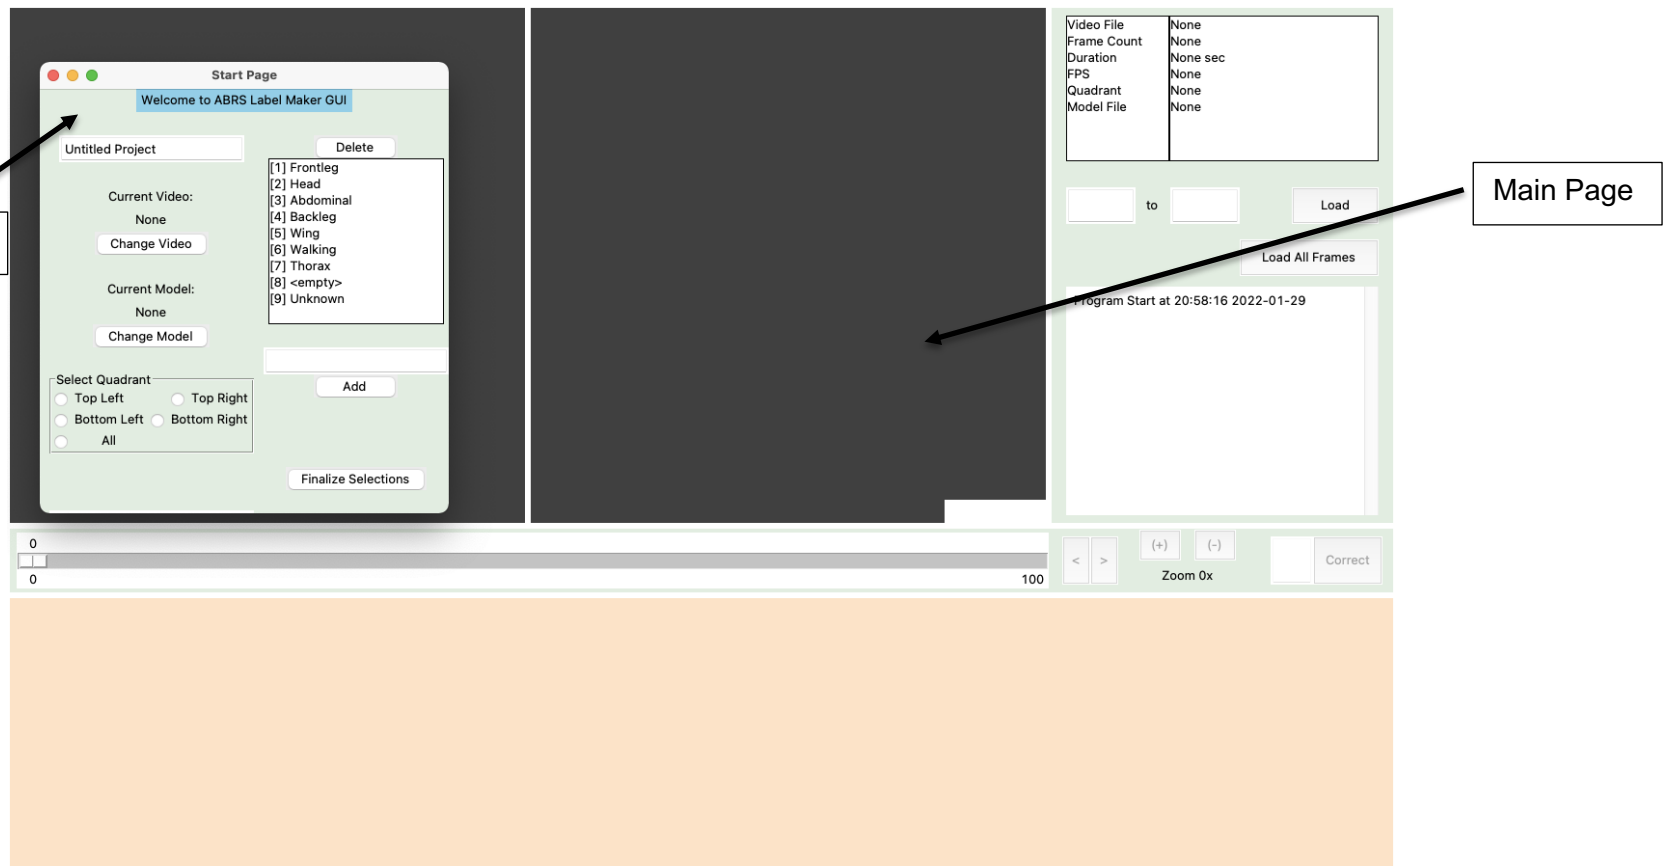 Start Page
Welcome to ABRS Label Maker GUI
Untitled Project
Delete
[1] Frontleg
[2] Head
[3] Abdominal
[4] Backleg
[5] Wing
[6] Walking
[7] Thorax
[8] <empty>
[9] Unknown
Current Video:
None
Change Video
Current Model:
None
Change Model
Add
Select Quadrant
Top Left Top Right
Bottom Left Bottom Right
All
Finalize Selections
Video File None
Frame Count None
Duration None sec
FPS None
Quadrant None
Model File None
to Load
Load All Frames
Program Start at 20:58:16 2022-01-29
Main Page
0
0 100
< > (+) (-)
Zoom 0x
Correct